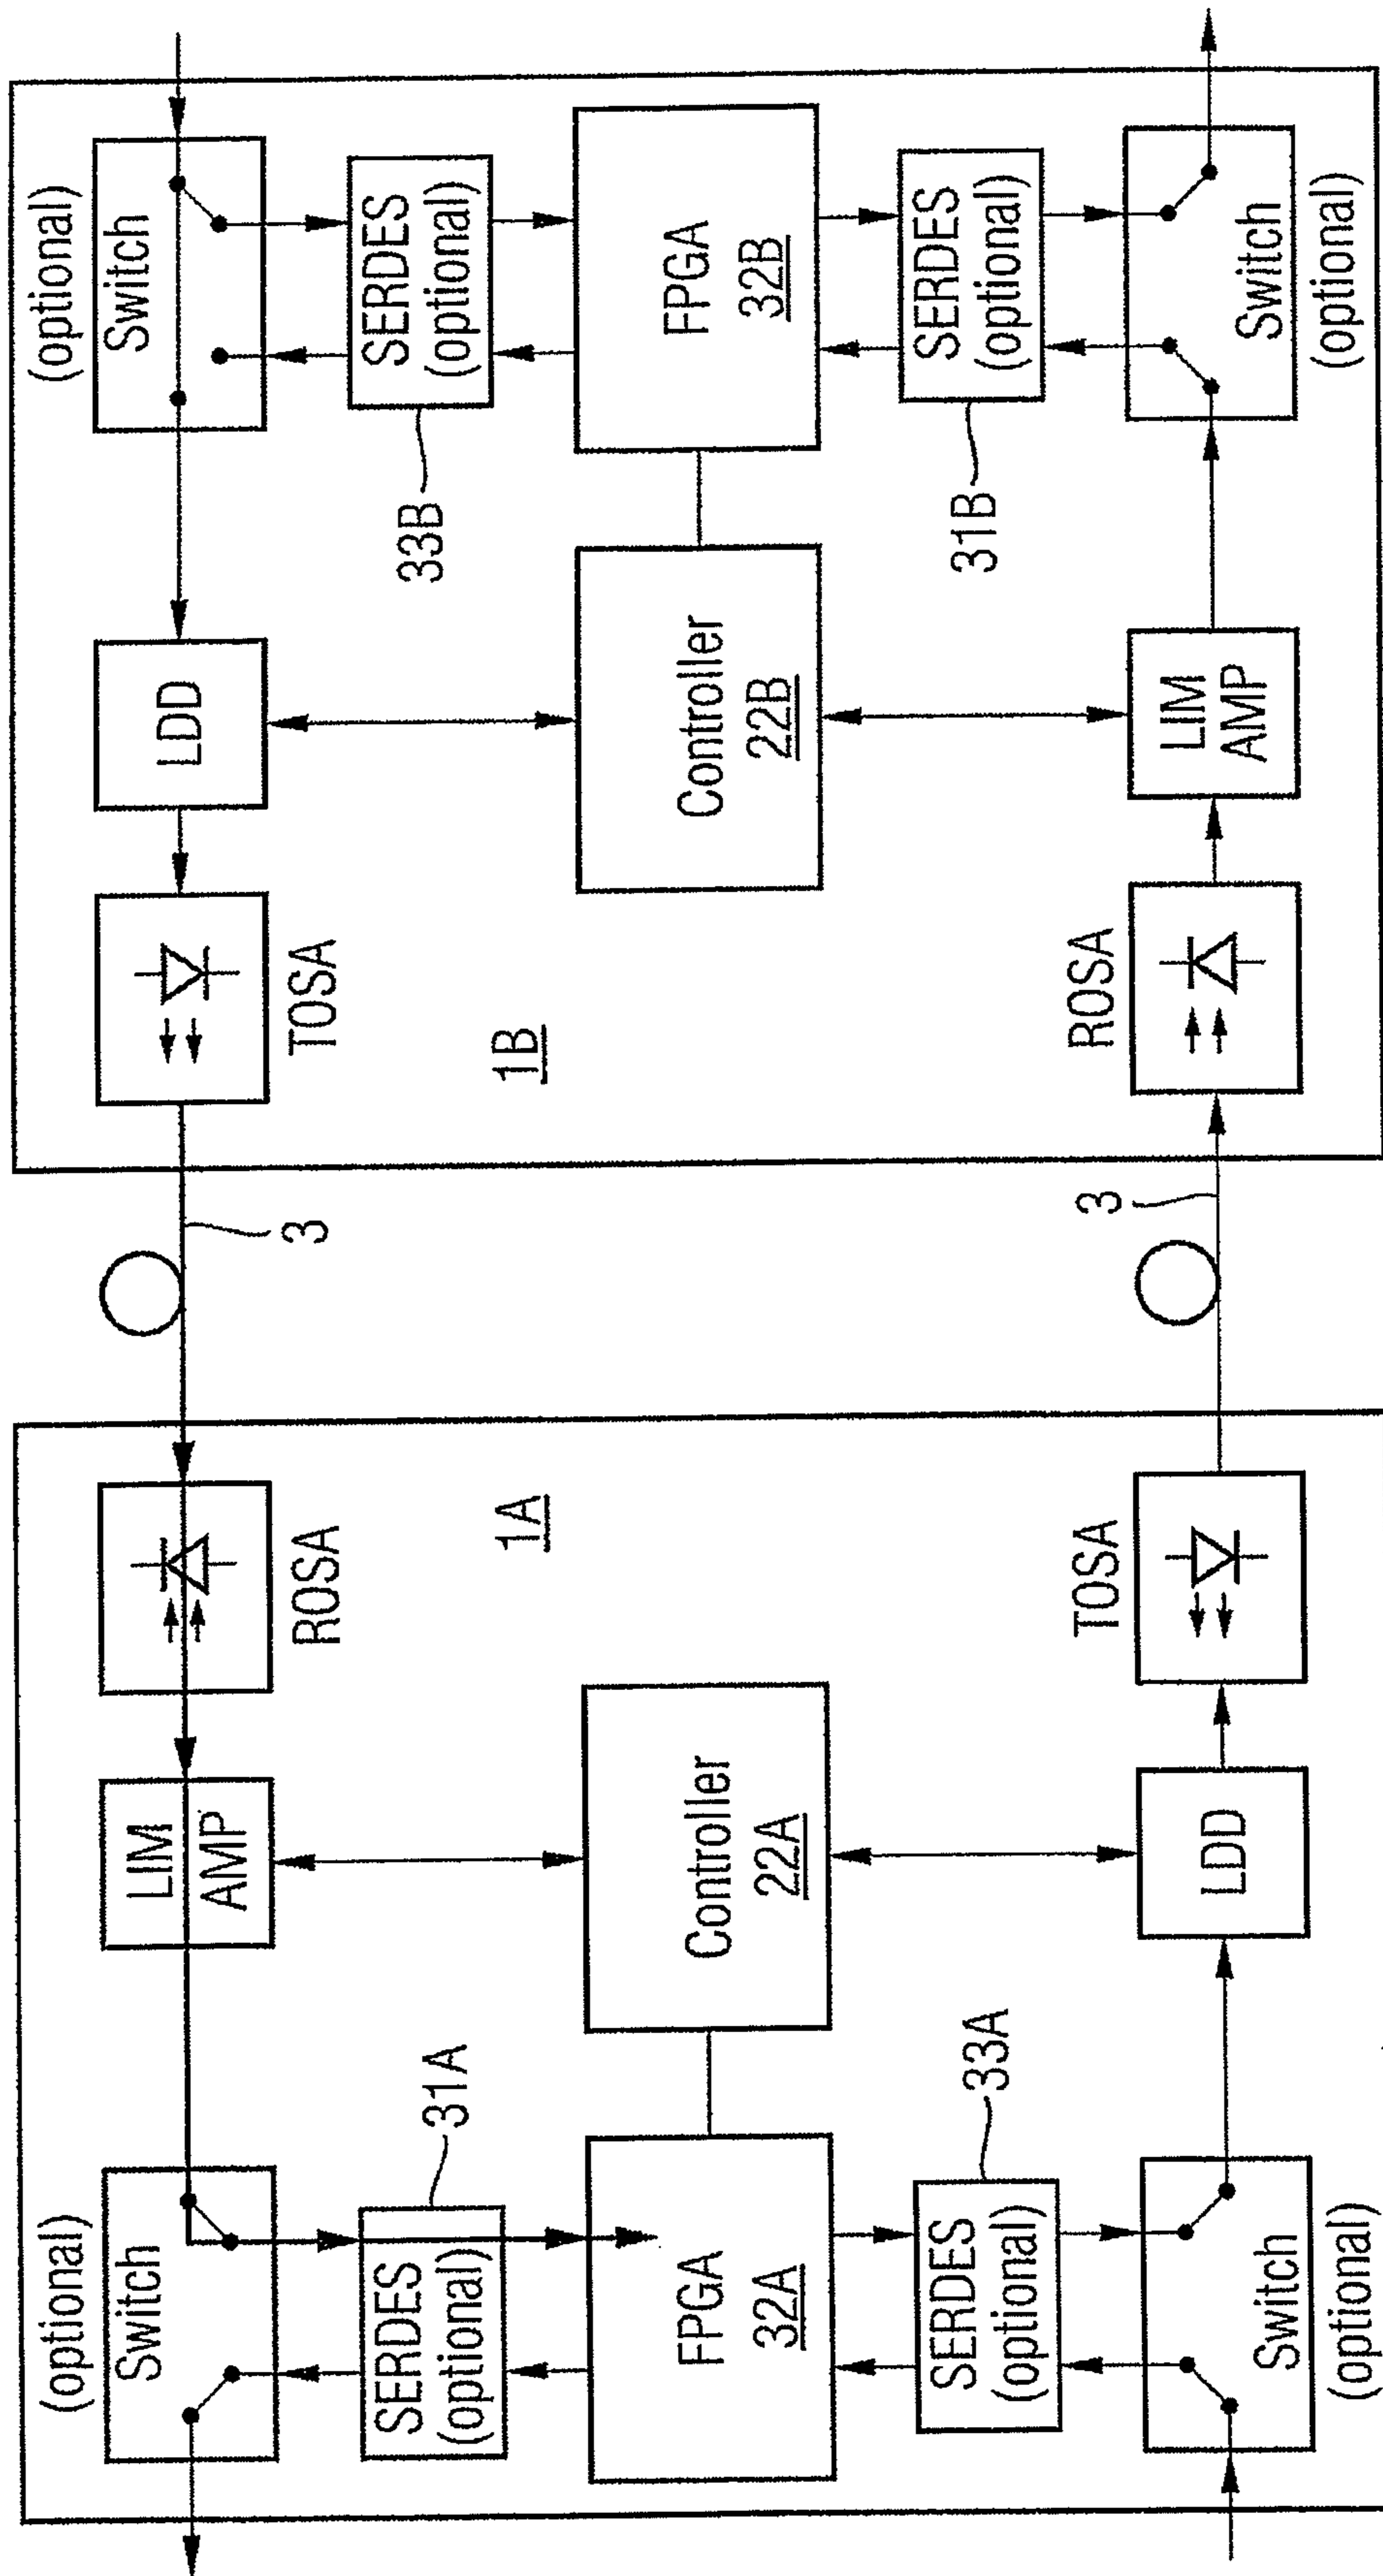 (optional)
Switch
31A
SERDES
(optional)
FPGA
32A
33A
SERDES
(optional)
Switch
(optional)
LIM
AMP
Controller
22A
LDD
ROSA
1A
TOSA
3
3
TOSA
1B
ROSA
LDD
Controller
22B
LIM
AMP
(optional)
Switch
33B
SERDES
(optional)
FPGA
32B
31B
SERDES
(optional)
Switch
(optional)